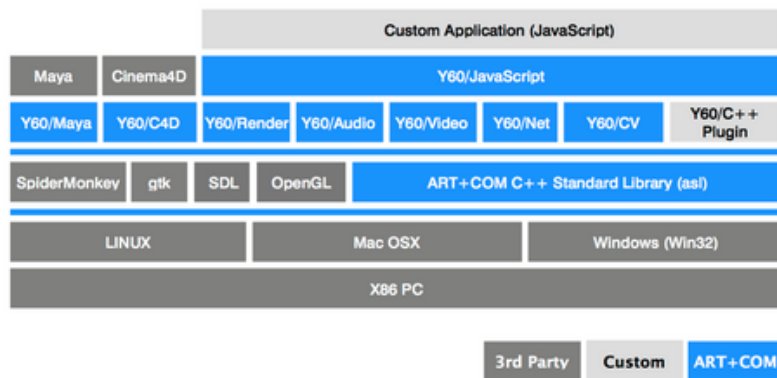 Custom Application (JavaScript)
Maya Cinema4D Y60/JavaScript
Y60/Maya Y60/C4D Y60/Render Y60/Audio Y60/Video Y60/Net Y60/CV Y60/C++
Plugin
SpiderMonkey gtk SDL OpenGL ART+COM C++ Standard Library (asl)
LINUX Mac OSX Windows (Win32)
X86 PC
3rd Party Custom ART+COM